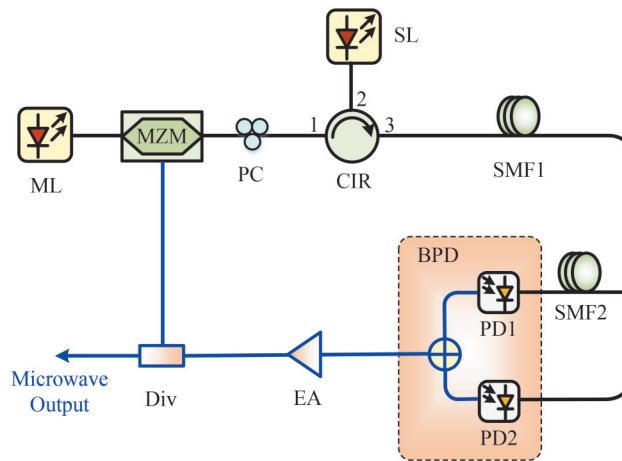 SL
2
MZM
1
3
ML
PC
CIR
SMF1
BPD
PD1
SMF2
Microwave
Output
Div
EA
PD2